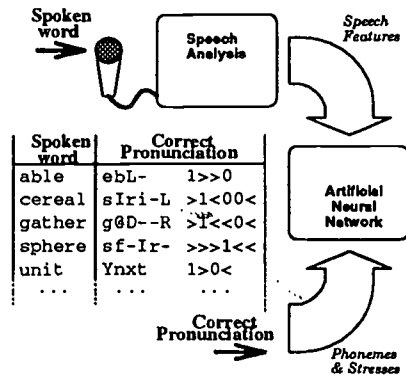 Spoken
word
Speech
Analysis
Speech
Features
Spoken
word
Correct
Pronunciation
able ebL- 1>>0
cereal sIri-L >1<00<
gather g@D--R >1<<0<
sphere sf-Ir- >>>1<<
unit Ynxt 1>0<
... ... ...
Artificial
Neural
Network
Correct
Pronunciation
Phonemes
& Stresses